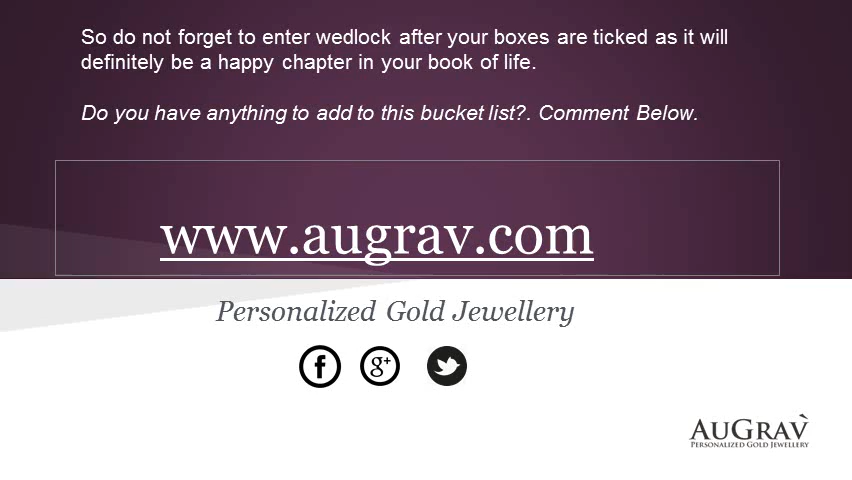 So do not forget to enter wedlock after your boxes are ticked as it will
definitely be a happy chapter in your book of life.
Do you have anything to add to this bucket list?. Comment Below.
www.augrav.com
Personalized Gold Jewellery
f g+
AUGRAV
PERSONALIZED GOLD JEWELLERY